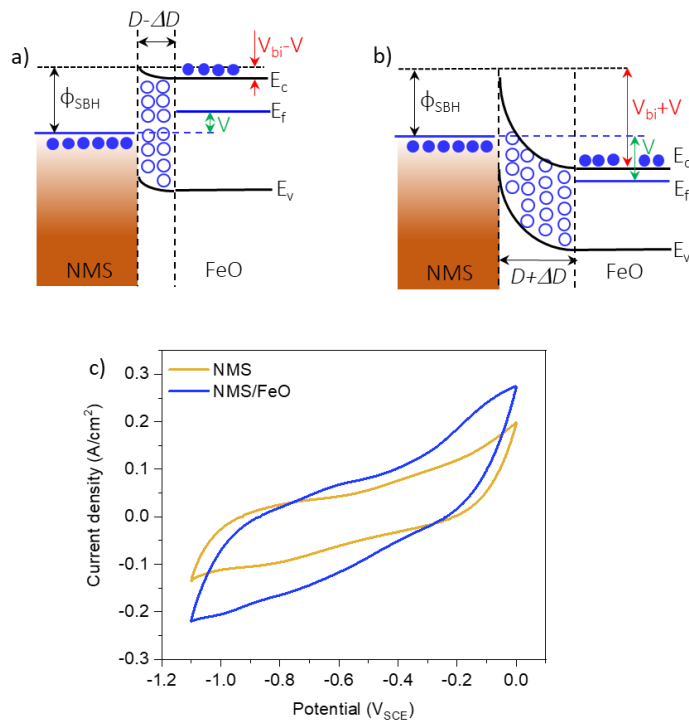 a)
D-ΔD
V_bi-V
ϕ_SBH
E_c
E_f
V
E_v
NMS
FeO
b)
ϕ_SBH
V_bi+V
V
E_c
E_f
E_v
NMS
D+ΔD
FeO
c)
NMS
NMS/FeO
Current density (A/cm²)
0.3
0.2
0.1
0.0
-0.1
-0.2
-0.3
-1.2
-1.0
-0.8
-0.6
-0.4
-0.2
0.0
Potential (V_SCE)